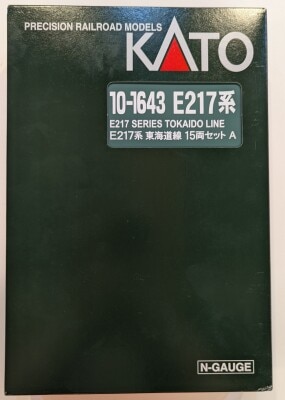 PRECISION RAILROAD MODELS
KATO
10-1643 E217系
E217 SERIES TOKAIDO LINE
E217系 東海道線 15両セット A
N-GAUGE